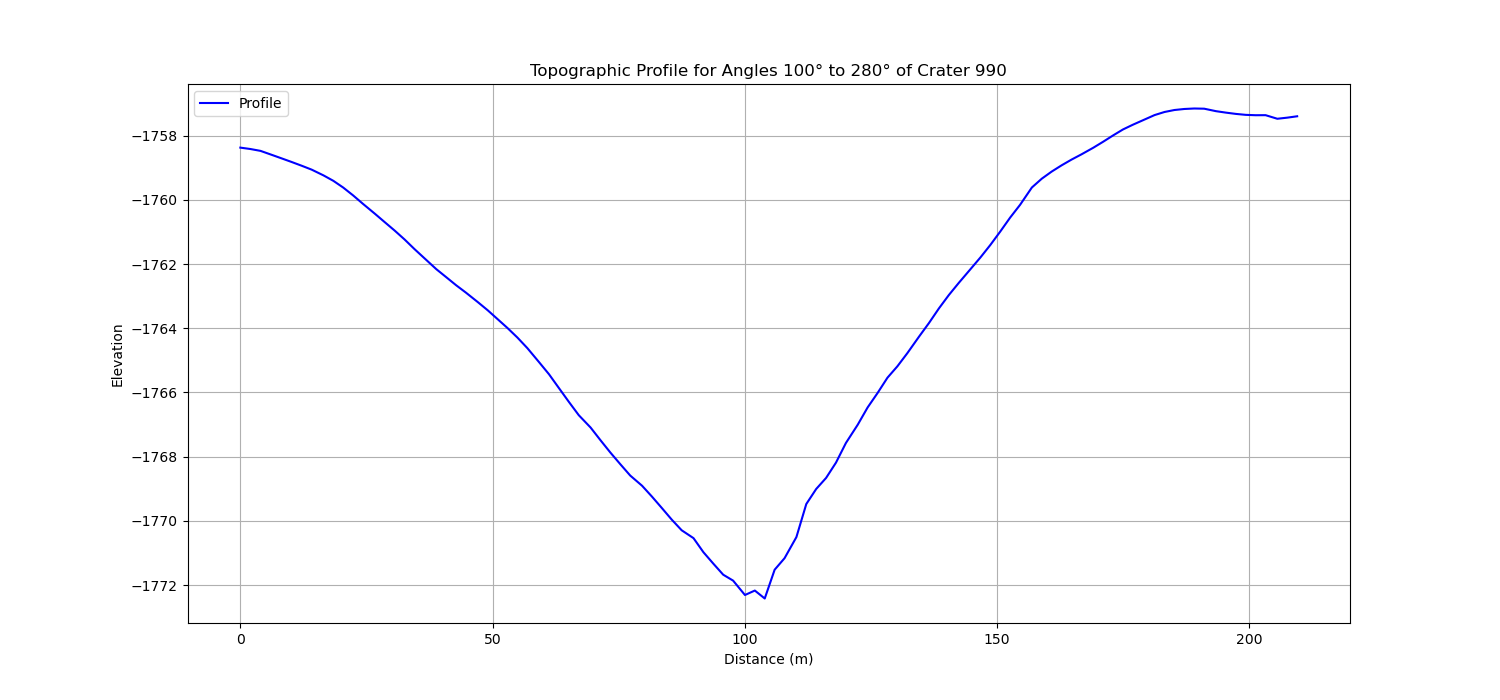 Topographic Profile for Angles 100° to 280° of Crater 990
Profile
−1758
−1760
−1762
−1764
−1766
−1768
−1770
−1772
Elevation
0 50 100 150 200
Distance (m)